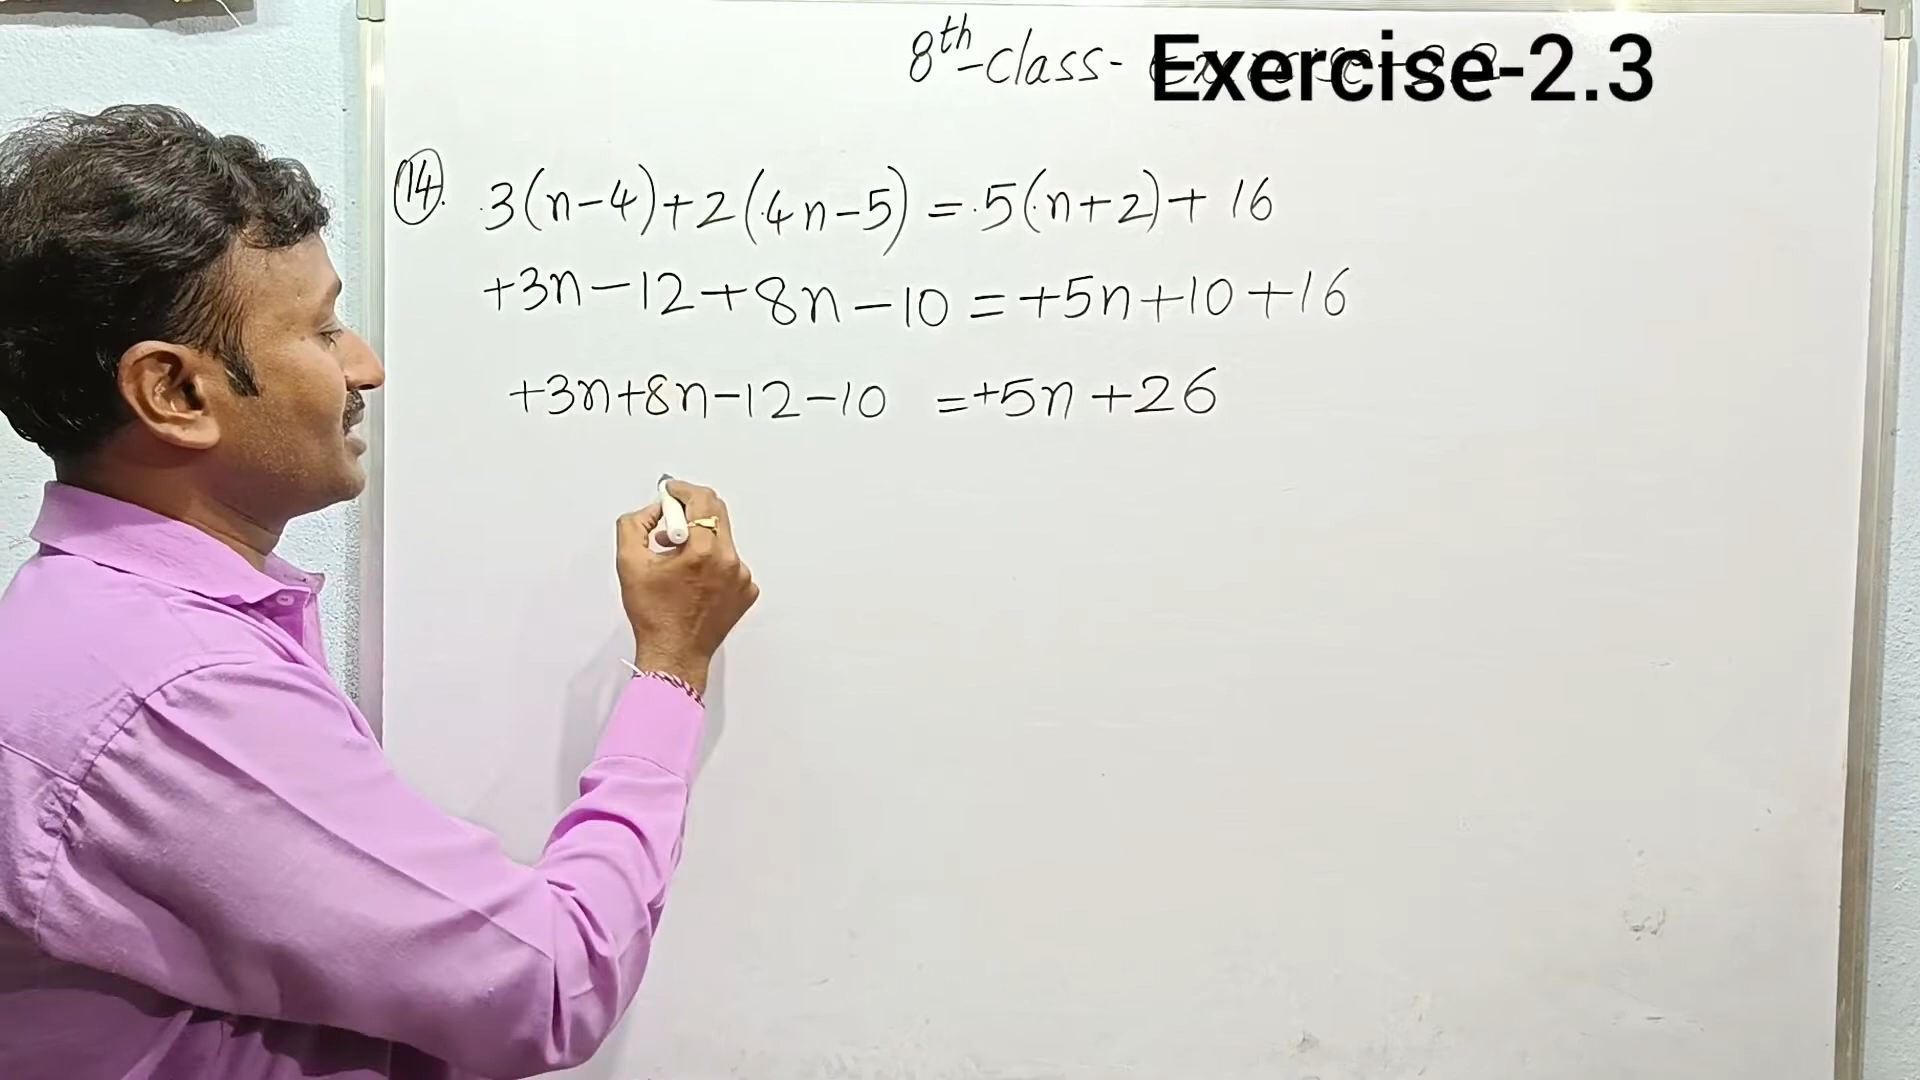 8th-class- Exercise-2.3
14. 3(n-4)+2(4n-5) = 5(n+2)+ 16
+3n-12+8n-10 = +5n+10+16
+3n+8n-12-10 =+5n+26